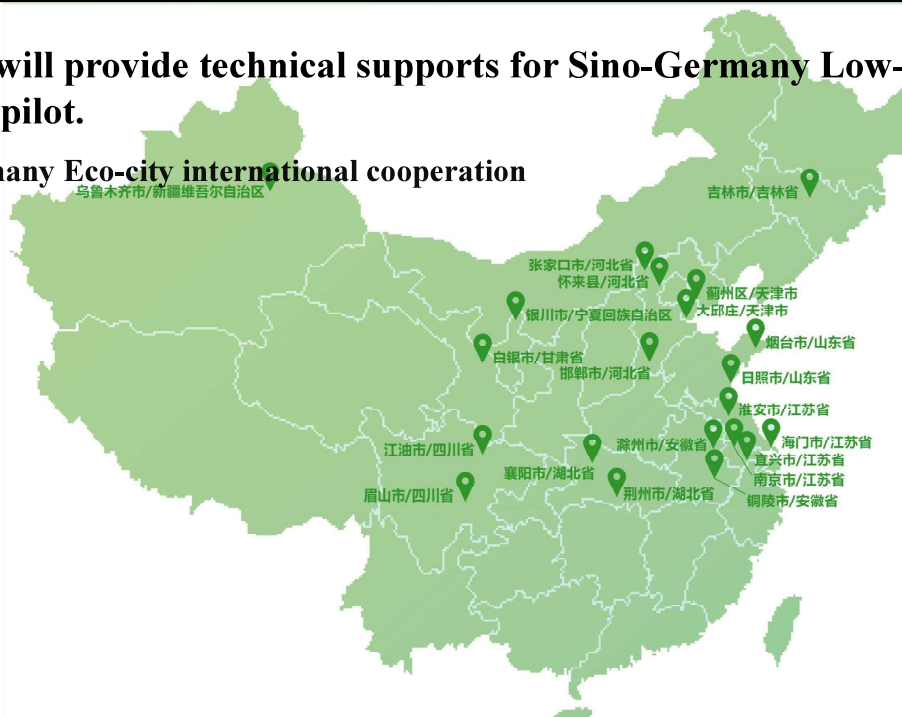 will provide technical supports for Sino-Germany Low-
pilot.
many Eco-city international cooperation
乌鲁木齐市/新疆维吾尔自治区
吉林市/吉林省
张家口市/河北省
怀来县/河北省
蓟州区/天津市
大邱庄/天津市
银川市/宁夏回族自治区
烟台市/山东省
白银市/甘肃省
邯郸市/河北省
日照市/山东省
淮安市/江苏省
海门市/江苏省
滁州市/安徽省
江油市/四川省
宜兴市/江苏省
襄阳市/湖北省
南京市/江苏省
眉山市/四川省
荆州市/湖北省
铜陵市/安徽省